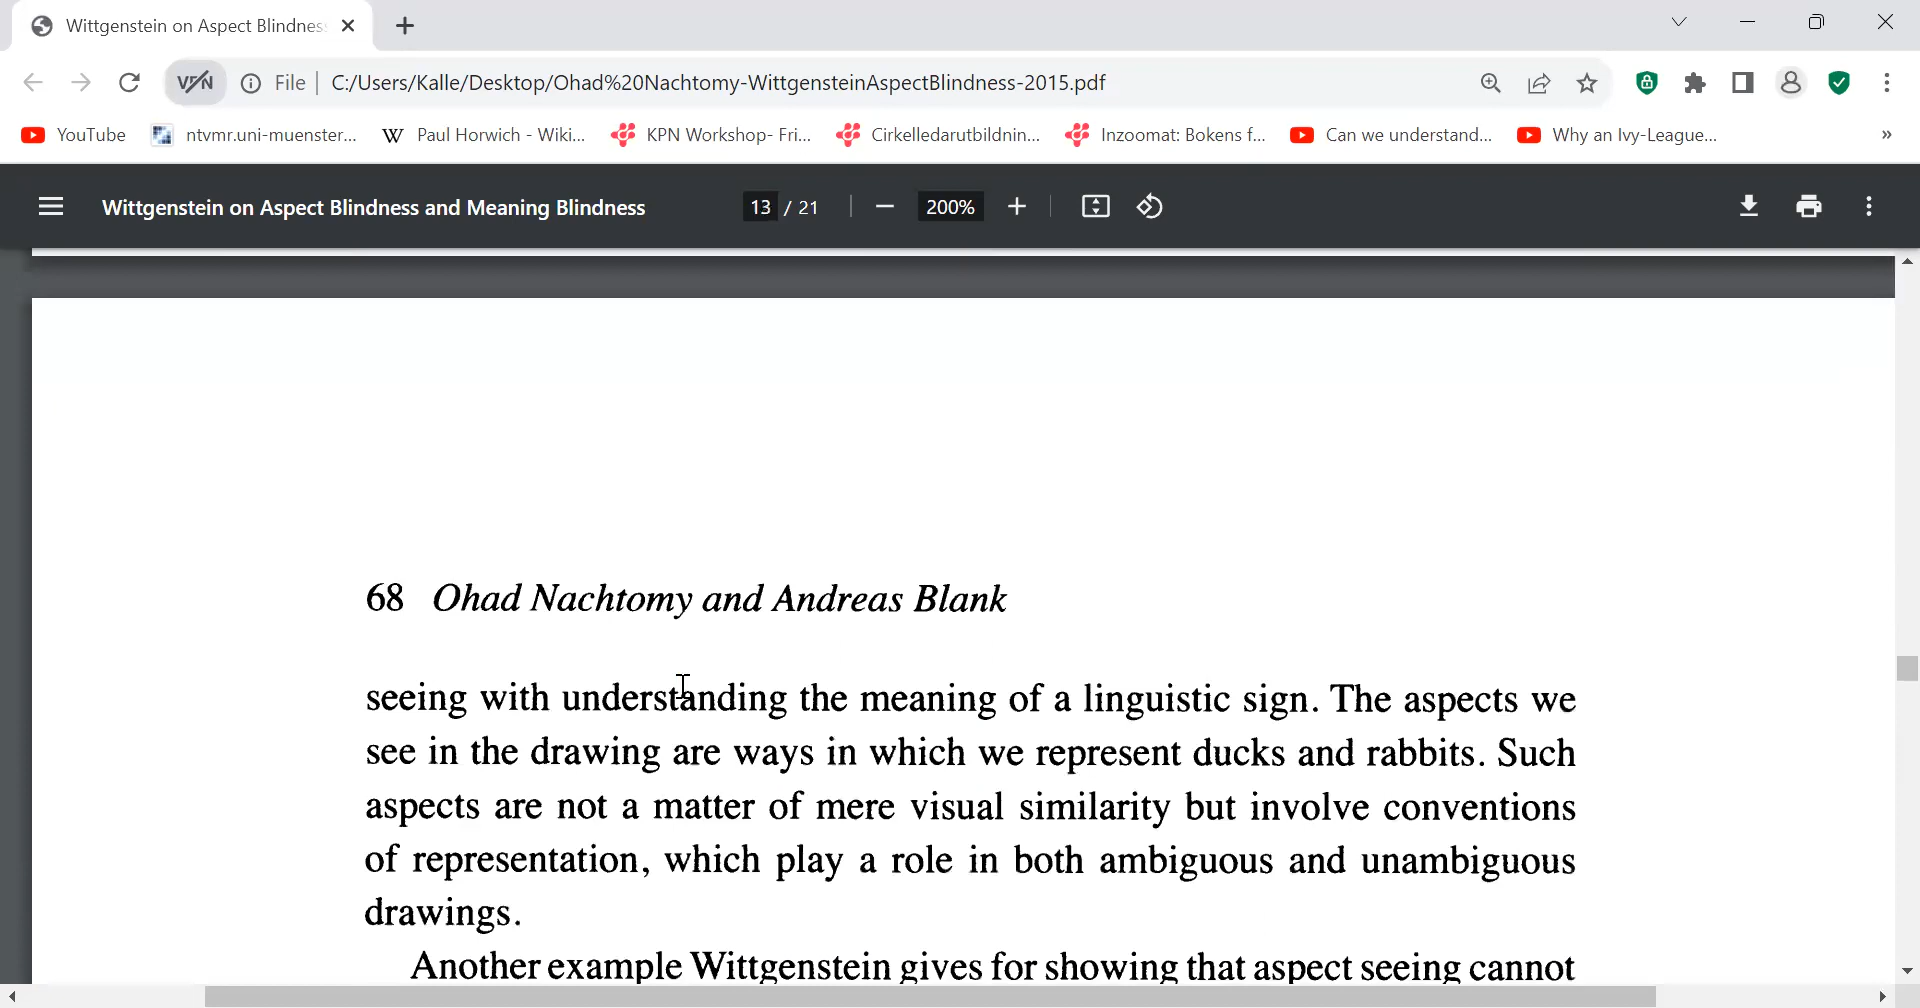 Wittgenstein on Aspect Blindnes
VPN File C:/Users/Kalle/Desktop/Ohad%20Nachtomy-WittgensteinAspectBlindness-2015.pdf
YouTube ntvmr.uni-muenster... W Paul Horwich - Wiki... KPN Workshop- Fri... Cirkelledarutbildnin... Inzoomat: Bokens f... Can we understand... Why an Ivy-League... »
Wittgenstein on Aspect Blindness and Meaning Blindness 13 / 21 200%
68 Ohad Nachtomy and Andreas Blank
seeing with understanding the meaning of a linguistic sign. The aspects we
see in the drawing are ways in which we represent ducks and rabbits. Such
aspects are not a matter of mere visual similarity but involve conventions
of representation, which play a role in both ambiguous and unambiguous
drawings.
Another example Wittgenstein gives for showing that aspect seeing cannot